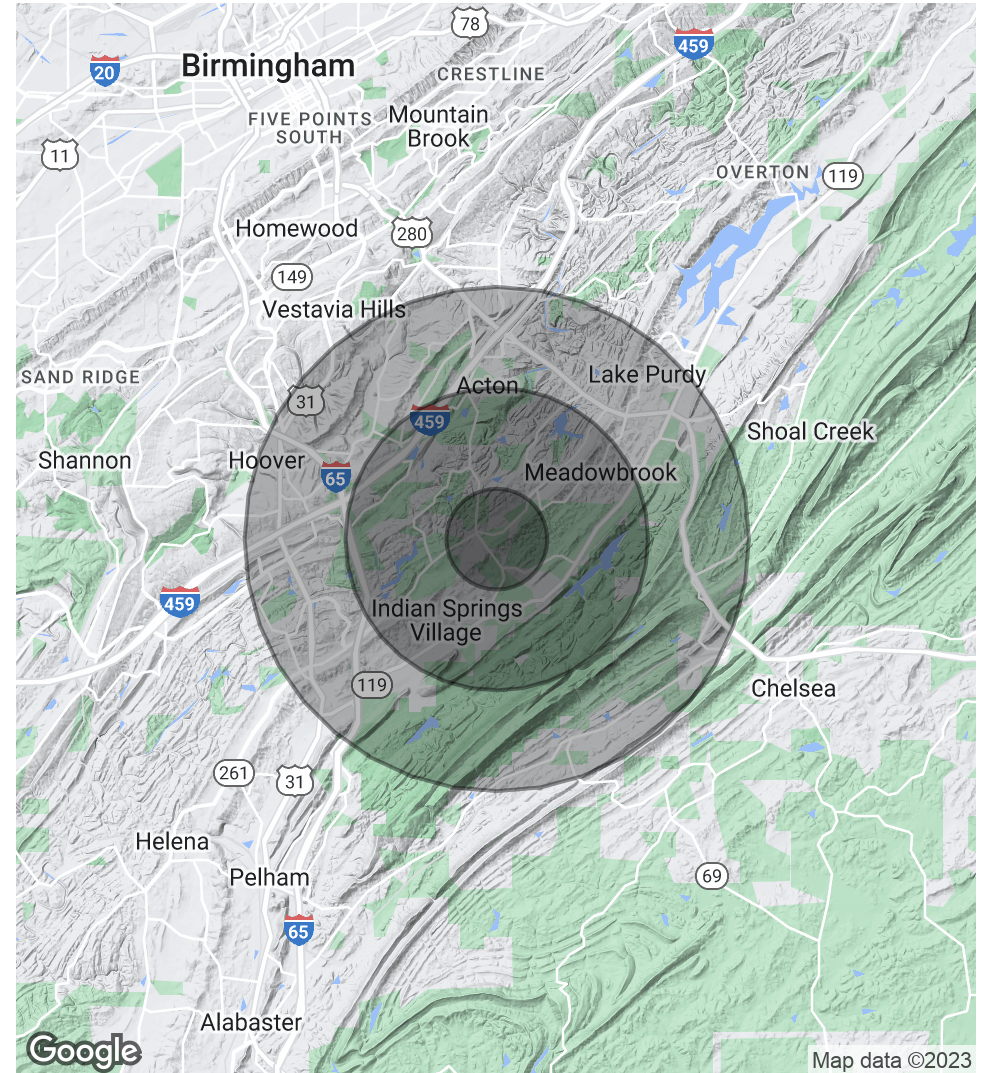 78
459
20
Birmingham
CRESTLINE
FIVE POINTS
SOUTH
Mountain
Brook
11
OVERTON
119
Homewood
280
149
Vestavia Hills
SAND RIDGE
Acton
Lake Purdy
31
459
Shoal Creek
Shannon
Hoover
65
Meadowbrook
459
Indian Springs
Village
119
Chelsea
261
31
Helena
Pelham
69
65
Alabaster
Google
Map data ©2023